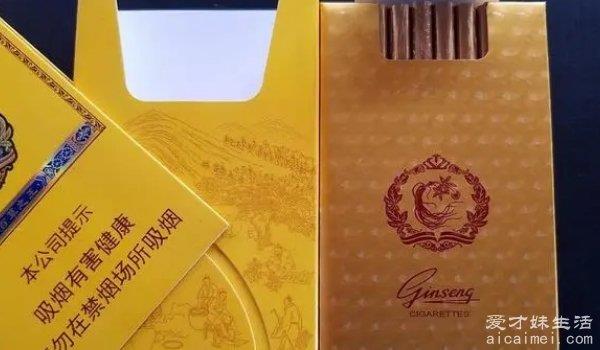 本公司提示
吸烟有害健康
请勿在禁烟场所吸烟
Ginseng
CIGARETTES
爱才妹生活
aicaimei.com